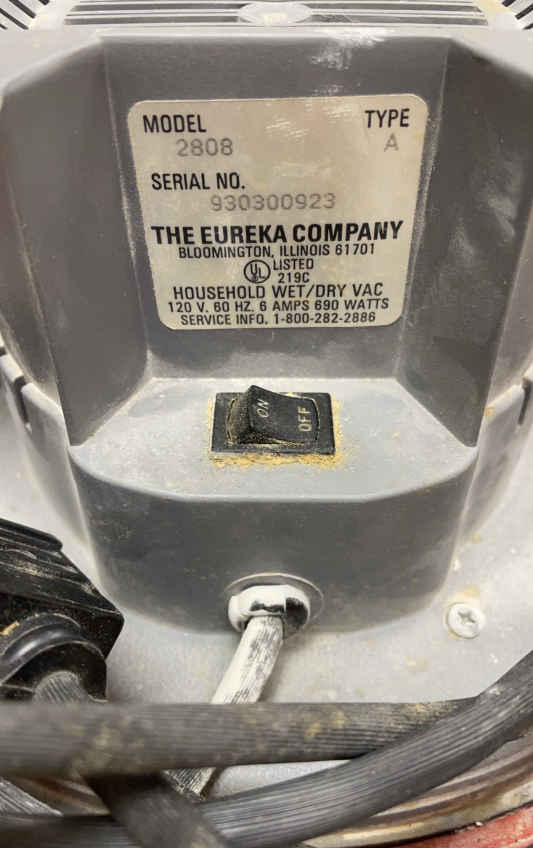 MODEL TYPE
2808 A
SERIAL NO.
930300923
THE EUREKA COMPANY
BLOOMINGTON, ILLINOIS 61701
UL LISTED
219C
HOUSEHOLD WET/DRY VAC
120 V. 60 HZ. 6 AMPS 690 WATTS
SERVICE INFO. 1-800-282-2886
ON OFF